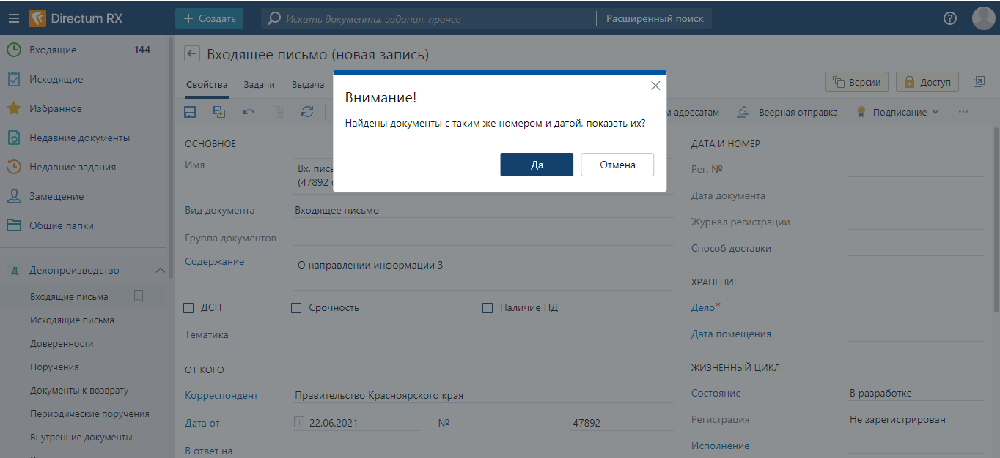 Directum RX
Создать
Искать документы, задания, прочее
Расширенный поиск
Входящие 144
Исходящие
Избранное
Недавние документы
Недавние задания
Замещение
Общие папки
Д Делопроизводство
Входящие письма
Исходящие письма
Доверенности
Поручения
Документы к возврату
Периодические поручения
Внутренние документы
Входящее письмо (новая запись)
Свойства Задачи Выдача
Версии Доступ
адресатам Веерная отправка Подписание
Внимание!
Найдены документы с таким же номером и датой, показать их?
Да Отмена
ОСНОВНОЕ
Имя Вх.
(47892
Вид документа Входящее письмо
Группа документов
Содержание О направлении информации 3
ДСП Срочность Наличие ПД
Тематика
ОТ КОГО
Корреспондент Правительство Красноярского края
Дата от 22.06.2021 № 47892
В ответ на
ДАТА И НОМЕР
Рег. №
Дата документа
Журнал регистрации
Способ доставки
ХРАНЕНИЕ
Дело*
Дата помещения
ЖИЗНЕННЫЙ ЦИКЛ
Состояние В разработке
Регистрация Не зарегистрирован
Исполнение